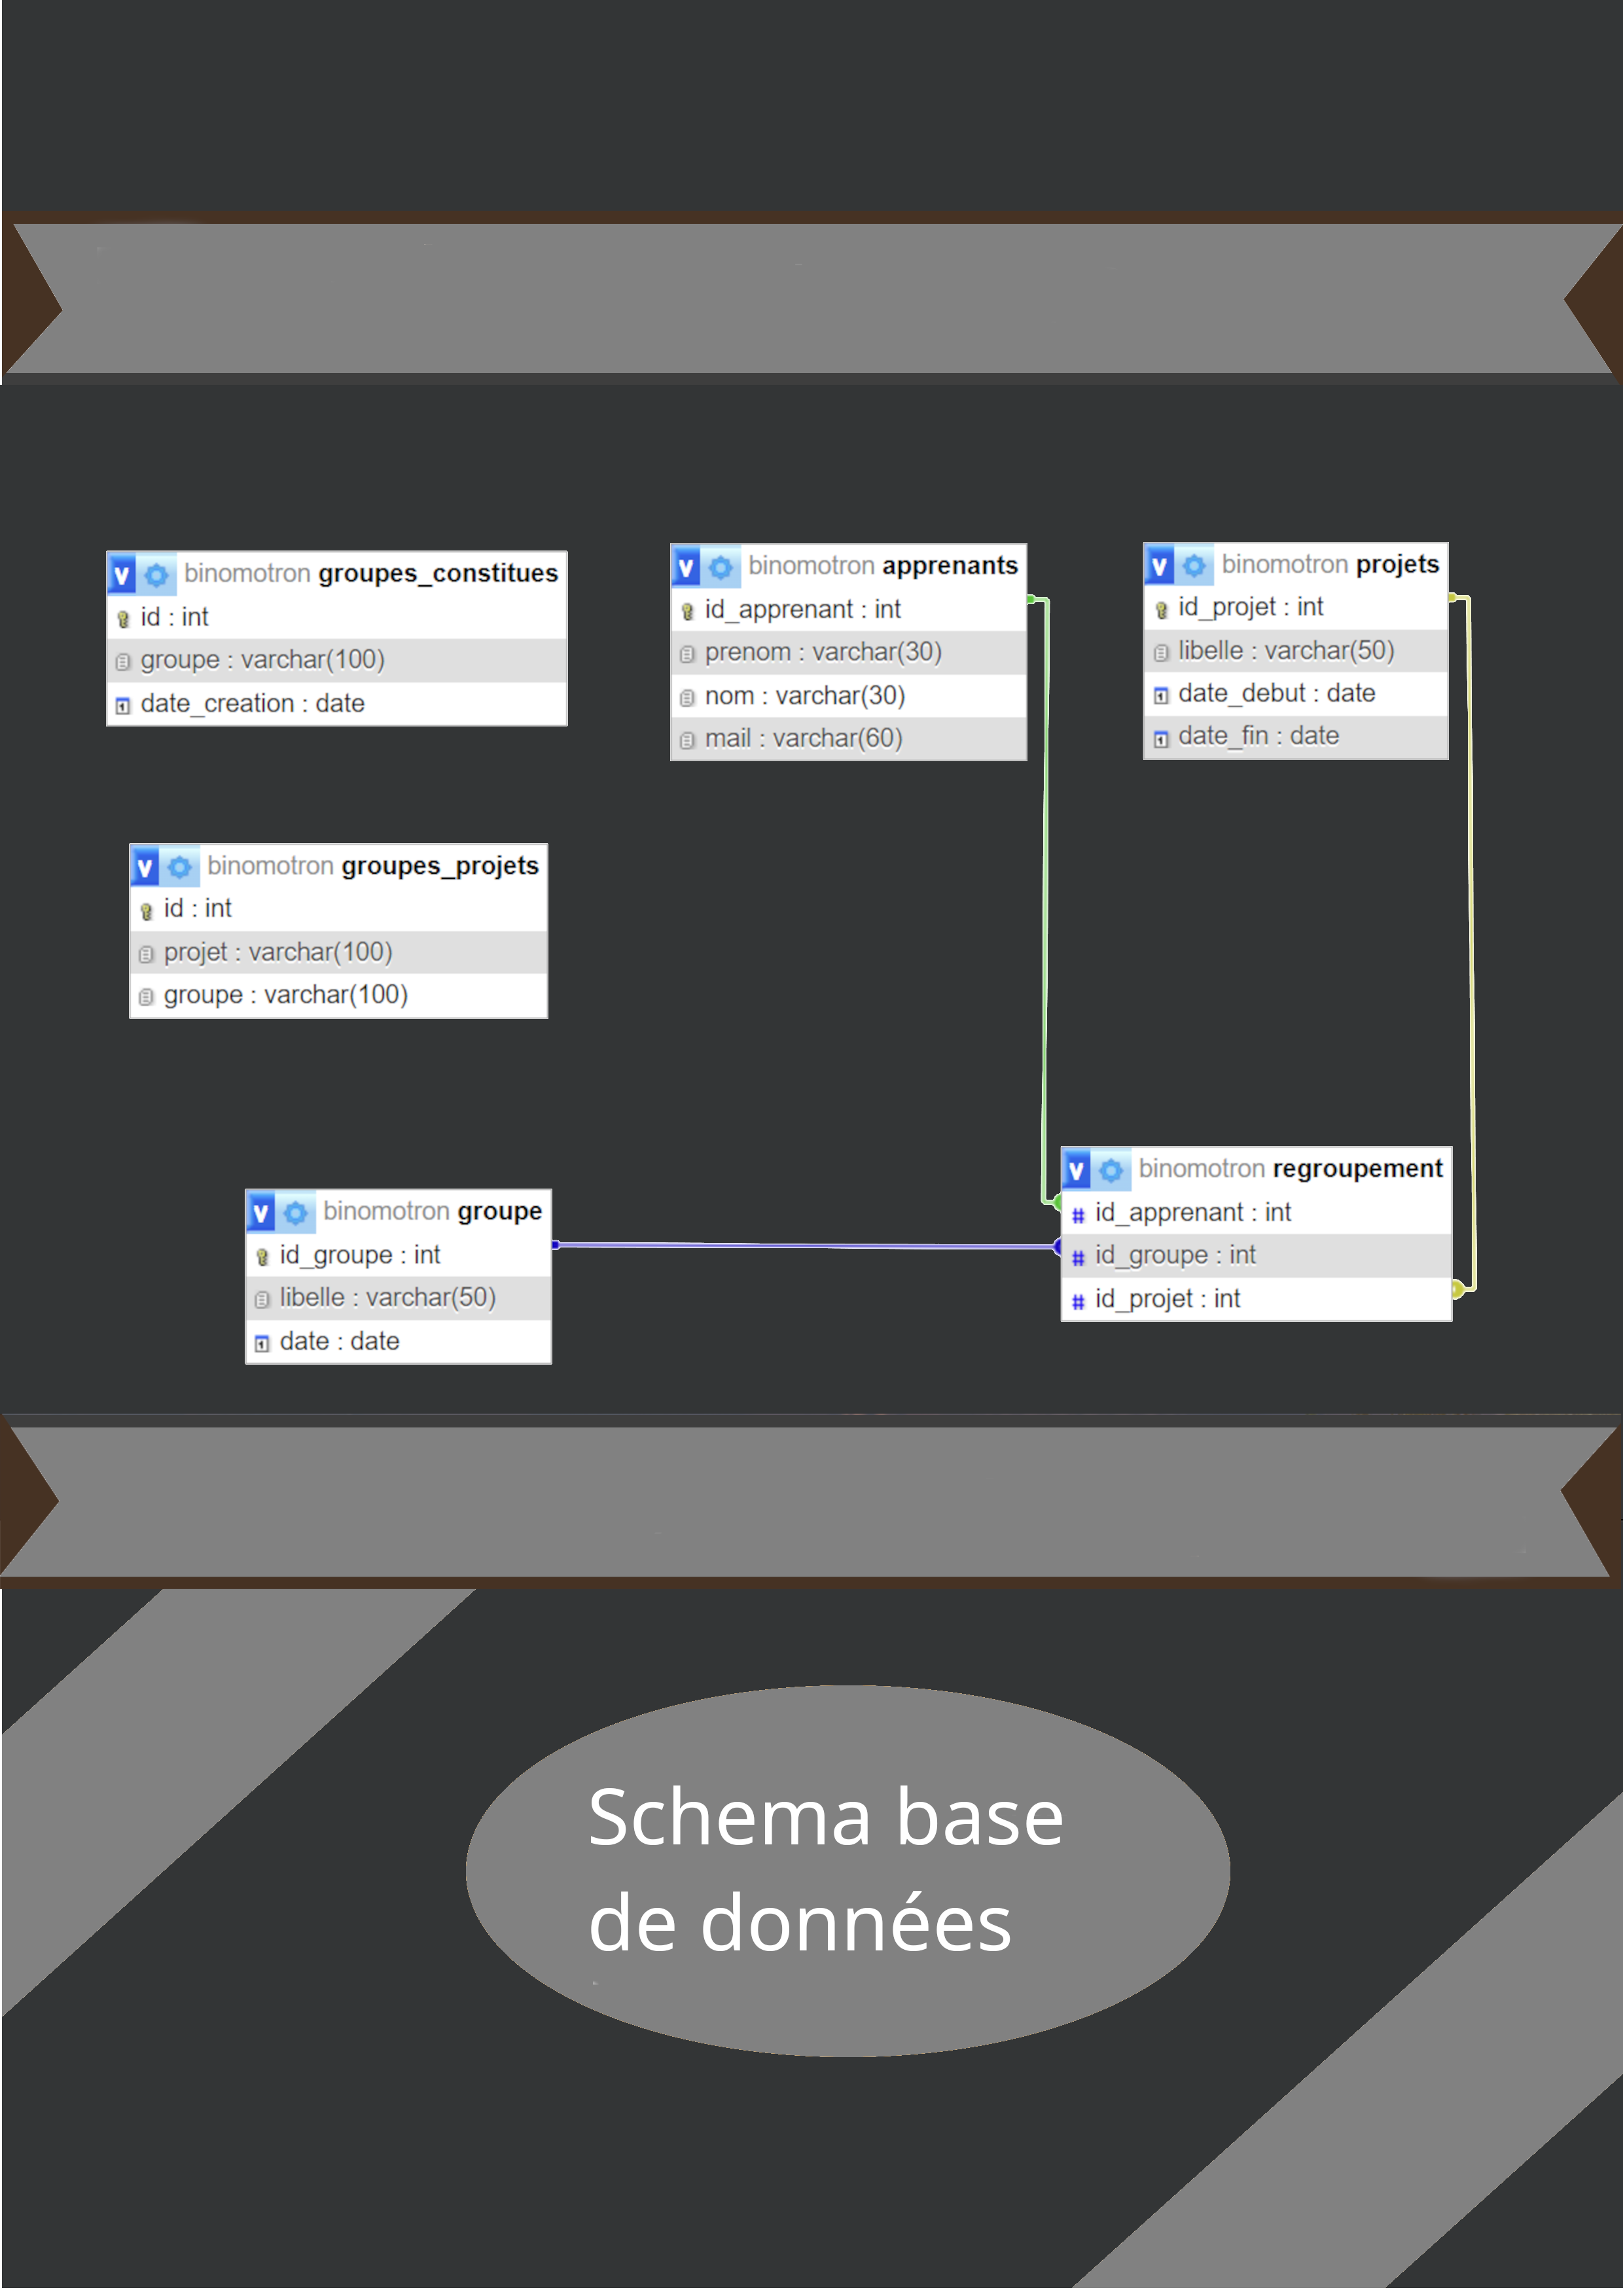 binomotron groupes_constitues
id : int
groupe : varchar(100)
date_creation : date
binomotron apprenants
id_apprenant : int
prenom : varchar(30)
nom : varchar(30)
mail : varchar(60)
binomotron projets
id_projet : int
libelle : varchar(50)
date_debut : date
date_fin : date
binomotron groupes_projets
id : int
projet : varchar(100)
groupe : varchar(100)
binomotron groupe
id_groupe : int
libelle : varchar(50)
date : date
binomotron regroupement
id_apprenant : int
id_groupe : int
id_projet : int
Schema base
de données